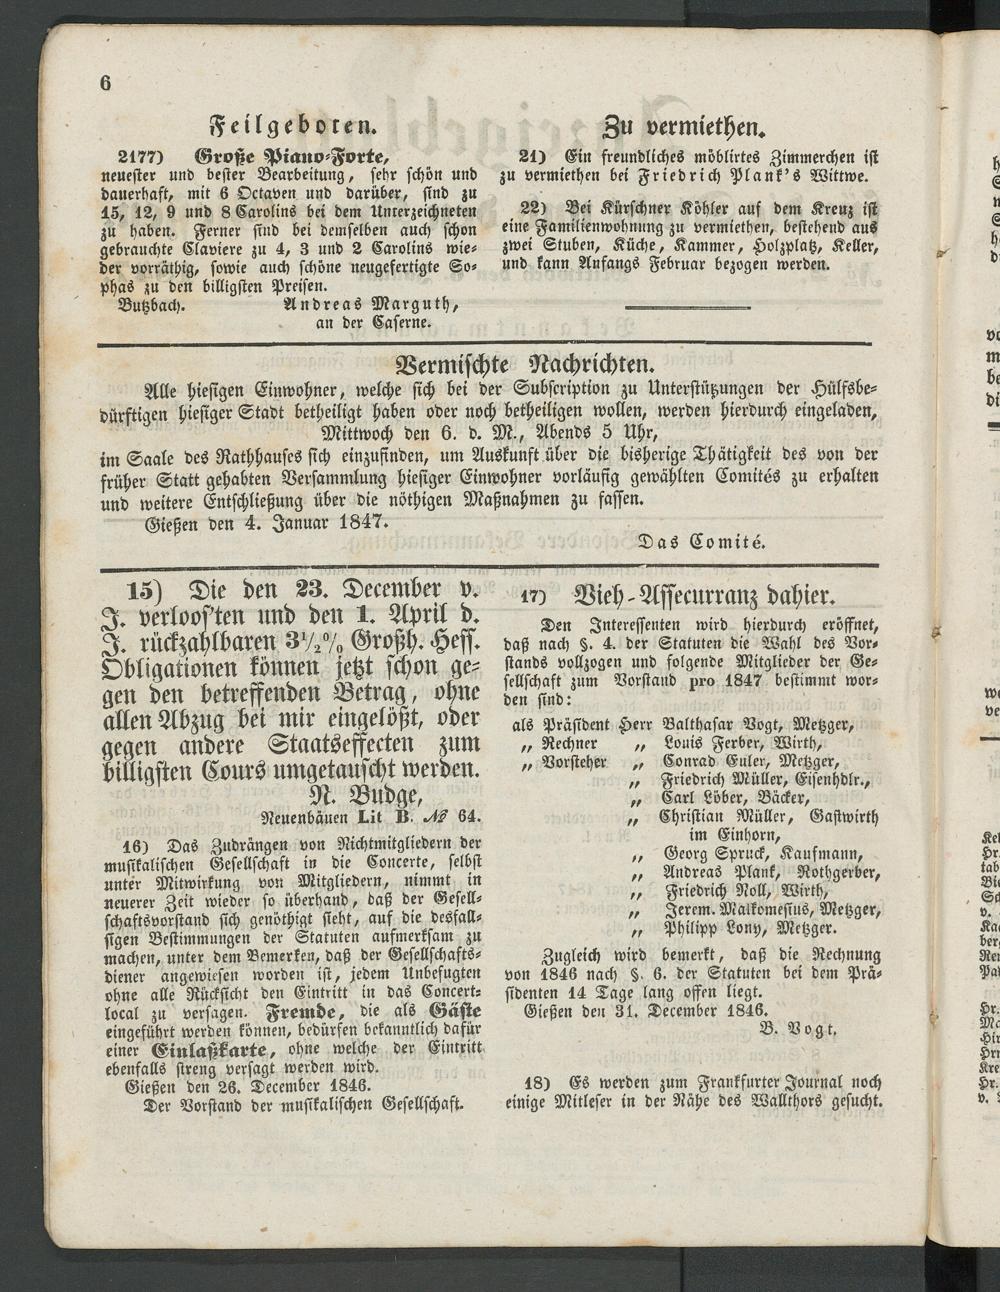 6
Feilgeboten.
2177) Große Piano-Forte,
neuester und bester Bearbeitung, sehr schön und
dauerhaft, mit 6 Octaven und darüber, sind zu
15, 12, 9 und 8 Carolins bei dem Unterzeichneten
zu haben. Ferner sind bei demselben auch schon
gebrauchte Claviere zu 4, 3 und 2 Carolins wie-
der vorräthig, sowie auch schöne neugefertigte So-
phas zu den billigsten Preisen.
Butzbach. Andreas Marguth,
an der Caserne.
Zu vermiethen.
21) Ein freundliches möblirtes Zimmerchen ist
zu vermiethen bei Friedrich Plank's Wittwe.
22) Bei Kürschner Köhler auf dem Kreuz ist
eine Familienwohnung zu vermiethen, bestehend aus
zwei Stuben, Küche, Kammer, Holzplatz, Keller,
und kann Anfangs Februar bezogen werden.
Vermischte Nachrichten.
Alle hiesigen Einwohner, welche sich bei der Subscription zu Unterstützungen der Hülfsbe-
dürftigen hiesiger Stadt betheiligt haben oder noch betheiligen wollen, werden hierdurch eingeladen,
Mittwoch den 6. d. M., Abends 5 Uhr,
im Saale des Rathhauses sich einzufinden, um Auskunft über die bisherige Thätigkeit des von der
früher Statt gehabten Versammlung hiesiger Einwohner vorläufig gewählten Comités zu erhalten
und weitere Entschließung über die nöthigen Maßnahmen zu fassen.
Gießen den 4. Januar 1847.
Das Comité.
15) Die den 23. December v.
J. verloos'ten und den 1. April d.
J. rückzahlbaren 3½% Großh. Hess.
Obligationen können jetzt schon ge-
gen den betreffenden Betrag, ohne
allen Abzug bei mir eingelößt, oder
gegen andere Staatseffecten zum
billigsten Cours umgetauscht werden.
N. Budge,
Neuenbäuen Lit B. № 64.
16) Das Zudrängen von Nichtmitgliedern der
musikalischen Gesellschaft in die Concerte, selbst
unter Mitwirkung von Mitgliedern, nimmt in
neuerer Zeit wieder so überhand, daß der Gesell-
schaftsvorstand sich genöthigt sieht, auf die desfall-
sigen Bestimmungen der Statuten aufmerksam zu
machen, unter dem Bemerken, daß der Gesellschafts-
diener angewiesen worden ist, jedem Unbefugten
ohne alle Rücksicht den Eintritt in das Concert-
local zu versagen. Fremde, die als Gäste
eingeführt werden können, bedürfen bekanntlich dafür
einer Einlaßkarte, ohne welche der Eintritt
ebenfalls streng versagt werden wird.
Gießen den 26. December 1846.
Der Vorstand der musikalischen Gesellschaft.
17) Vieh-Assecurranz dahier.
Den Interessenten wird hierdurch eröffnet,
daß nach §. 4. der Statuten die Wahl des Vor-
stands vollzogen und folgende Mitglieder der Ge-
sellschaft zum Vorstand pro 1847 bestimmt wor-
den sind:
als Präsident Herr Balthasar Vogt, Metzger,
„ Rechner „ Louis Ferber, Wirth,
„ Vorsteher „ Conrad Euler, Metzger,
„ Friedrich Müller, Eisenhdlr.,
„ Carl Löber, Bäcker,
„ Christian Müller, Gastwirth
im Einhorn,
„ Georg Spruck, Kaufmann,
„ Andreas Plank, Rothgerber,
„ Friedrich Noll, Wirth,
„ Jerem. Malkomesius, Metzger,
„ Philipp Lony, Metzger.
Zugleich wird bemerkt, daß die Rechnung
von 1846 nach §. 6. der Statuten bei dem Prä-
sidenten 14 Tage lang offen liegt.
Gießen den 31. December 1846.
B. Vogt.
18) Es werden zum Frankfurter Journal noch
einige Mitleser in der Nähe des Wallthors gesucht.